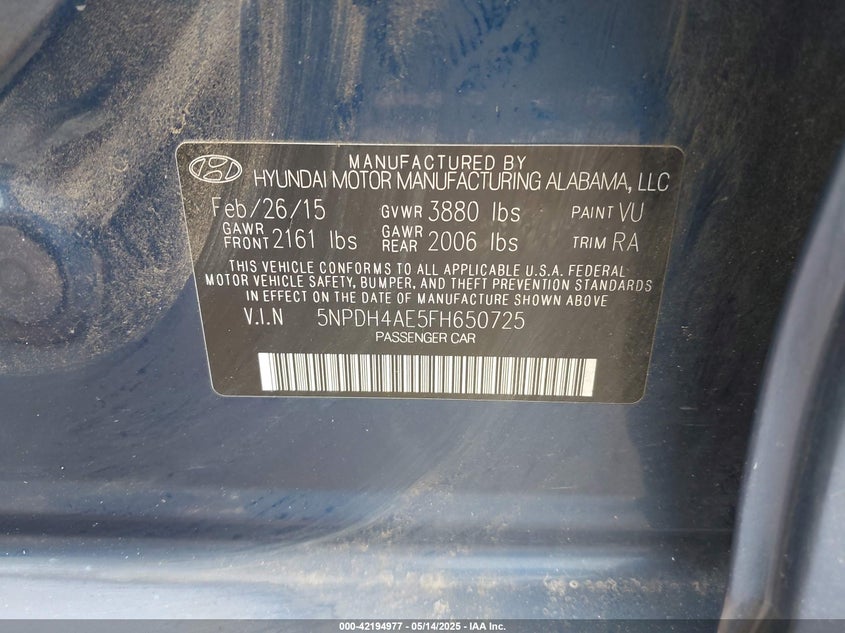 MANUFACTURED BY
HYUNDAI MOTOR MANUFACTURING ALABAMA, LLC
Feb/26/15 GVWR 3880 lbs PAINT VU
GAWR FRONT 2161 lbs GAWR REAR 2006 lbs TRIM RA
THIS VEHICLE CONFORMS TO ALL APPLICABLE U.S.A. FEDERAL
MOTOR VEHICLE SAFETY, BUMPER, AND THEFT PREVENTION STANDARDS
IN EFFECT ON THE DATE OF MANUFACTURE SHOWN ABOVE.
V.I.N 5NPDH4AE5FH650725
PASSENGER CAR
000-42194977 - 05/14/2025 - IAA Inc.